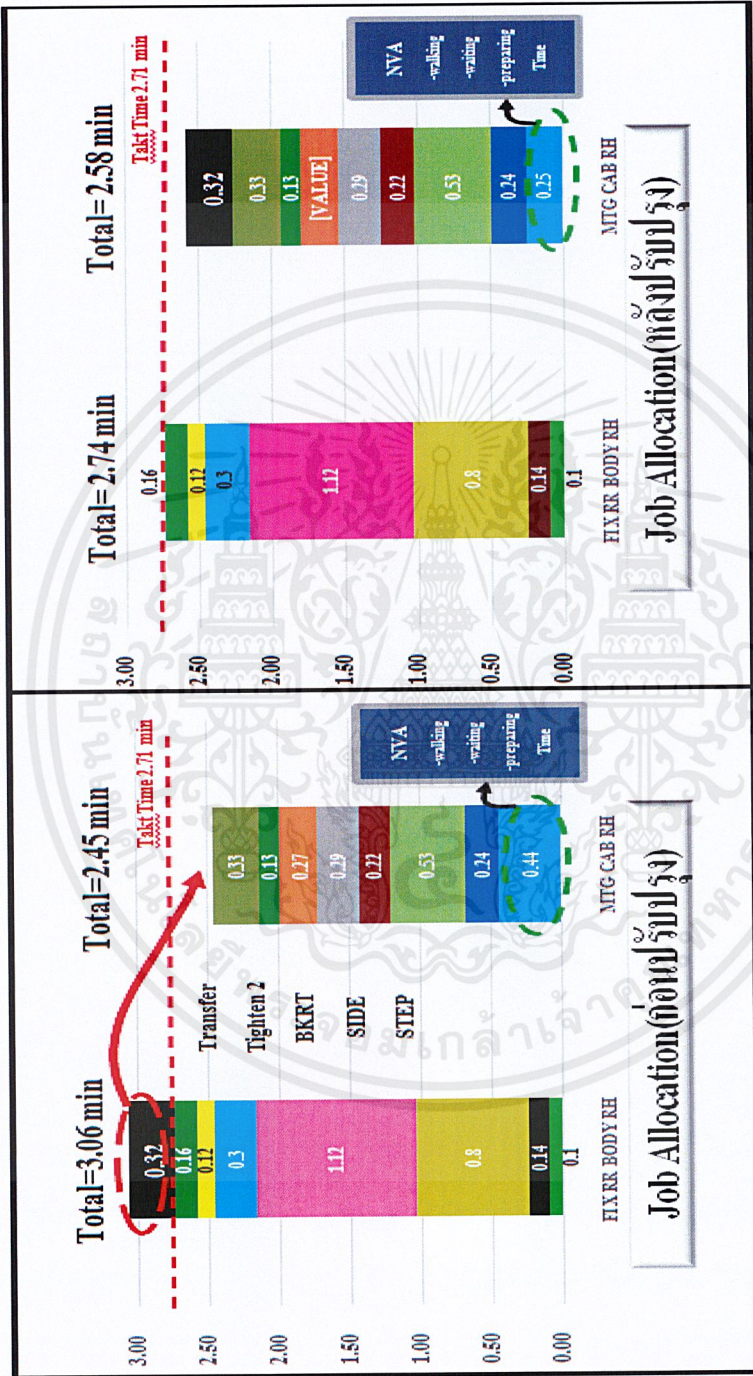 Total=3.06 min
Total=2.45 min
Takt Time 2.71 min
3.00
2.50
2.00
1.50
1.00
0.50
0.00
0.32
0.16
0.12
0.3
1.12
0.8
0.14
0.1
FIX RR BODY RH
Transfer
Tighten 2
BKRT
SIDE
STEP
0.33
0.13
0.27
0.29
0.22
0.53
0.24
0.44
MTG CAB RH
NVA
-walking
-waiting
-preparing
Time
Job Allocation(ก่อนปรับปรุง)
Total= 2.74 min
Total= 2.58 min
Takt Time 2.71 min
3.00
2.50
2.00
1.50
1.00
0.50
0.00
0.16
0.12
0.3
1.12
0.8
0.14
0.1
FIX RR BODY RH
0.32
0.33
0.13
[VALUE]
0.29
0.22
0.53
0.24
0.25
MTG CAB RH
NVA
-walking
-waiting
-preparing
Time
Job Allocation(หลังปรับปรุง)